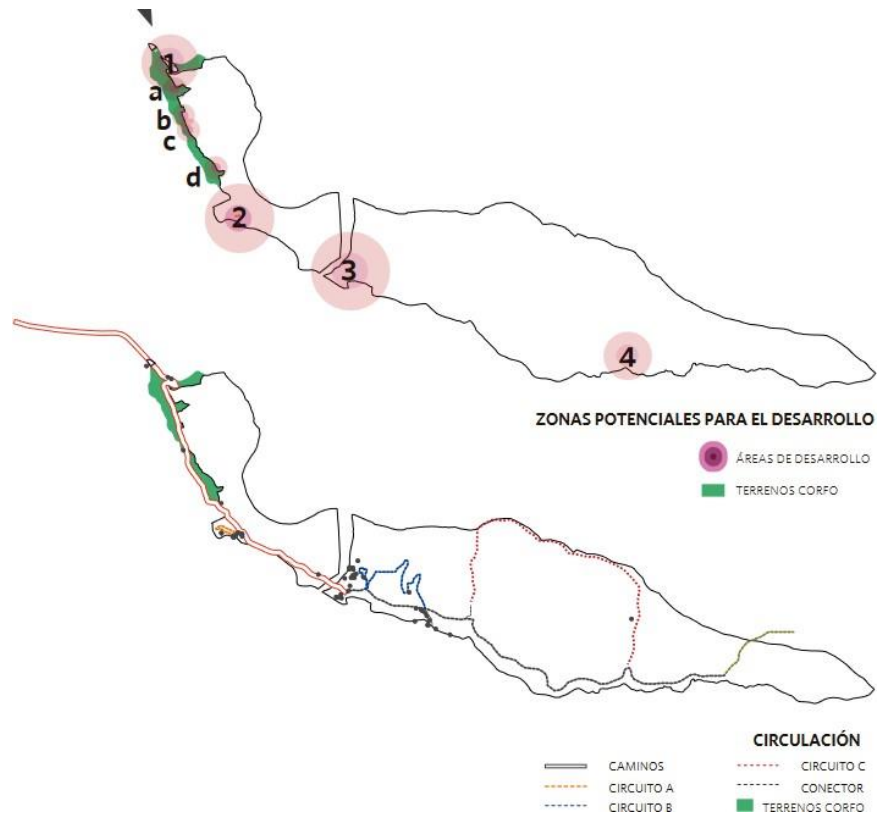 1
a
b
c
d
2
3
4
ZONAS POTENCIALES PARA EL DESARROLLO
ÁREAS DE DESARROLLO
TERRENOS CORFO
CIRCULACIÓN
CAMINOS
CIRCUITO A
CIRCUITO B
CIRCUITO C
CONECTOR
TERRENOS CORFO